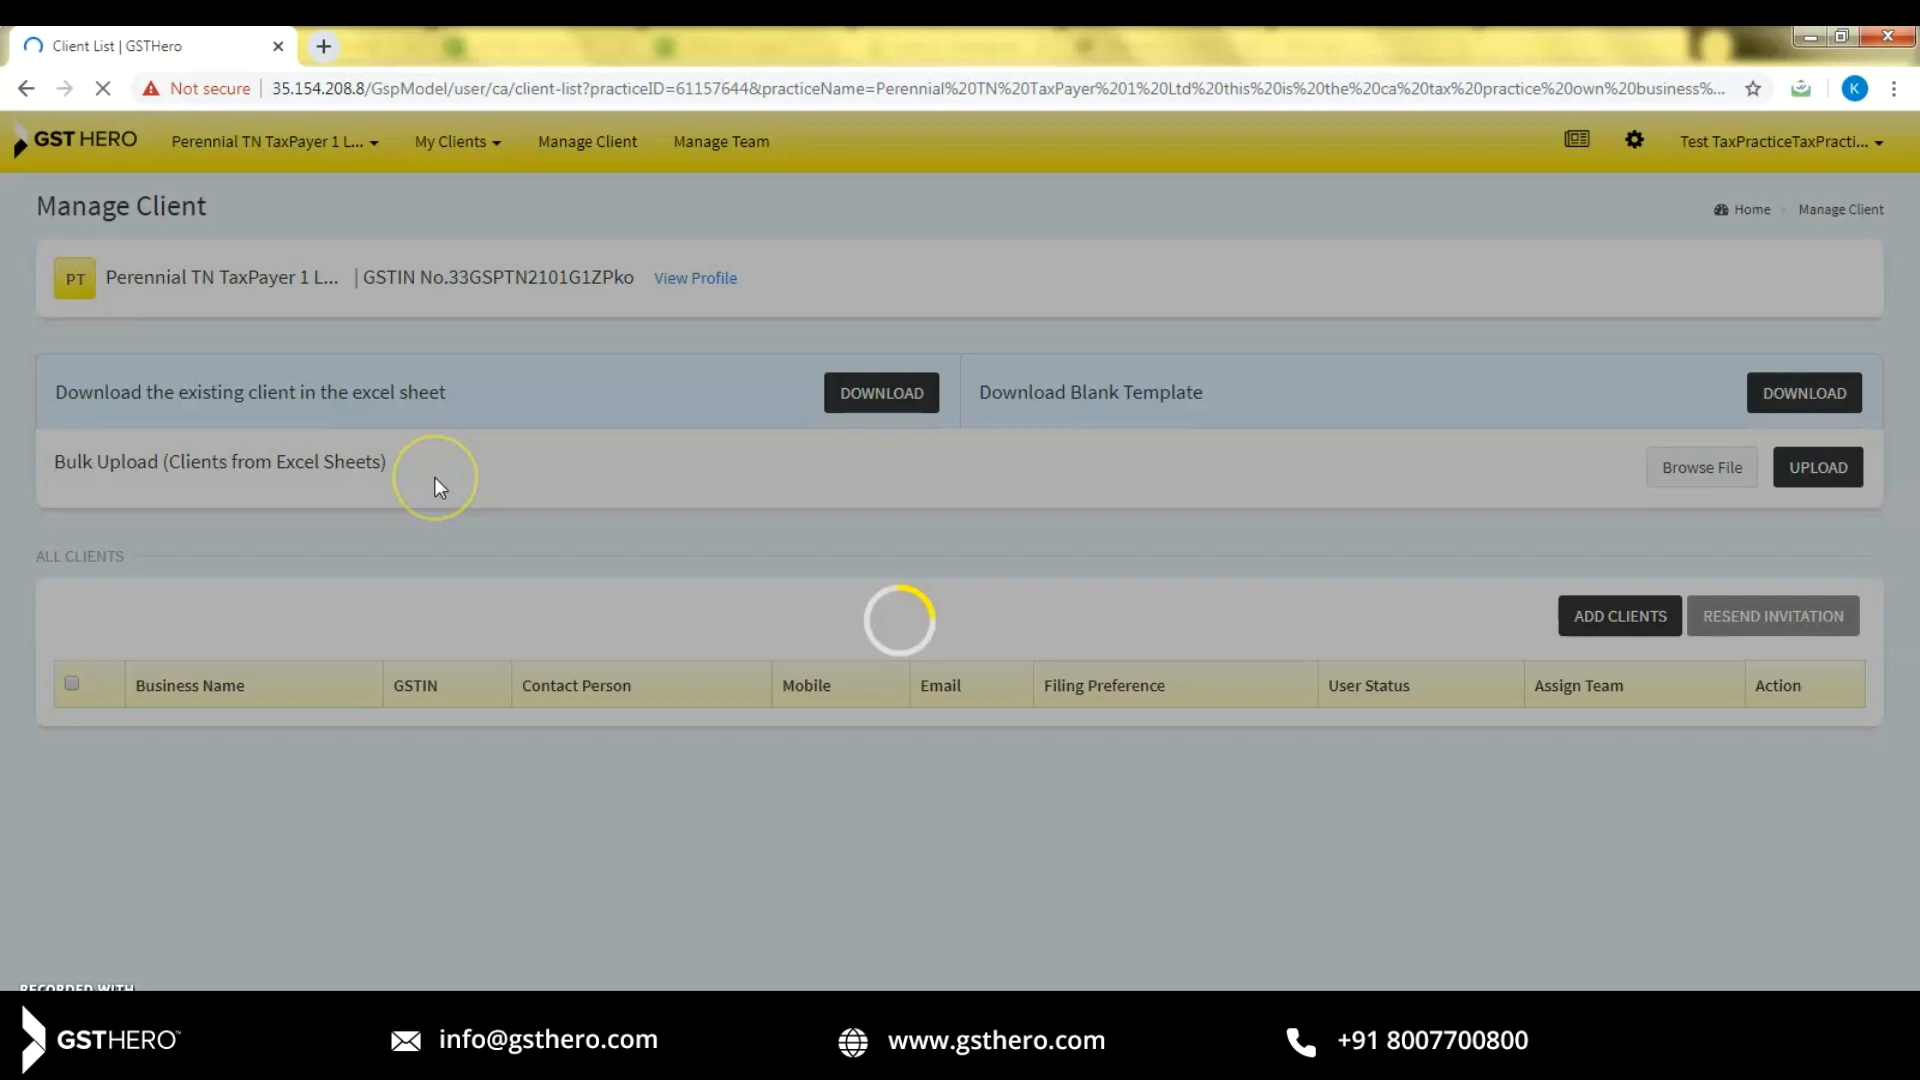 Client List | GSTHero
Not secure
35.154.208.8/GspModel/user/ca/client-list?practiceID=61157644&practiceName=Perennial%20TN%20TaxPayer%201%20Ltd%20this%20is%20the%20ca%20tax%20practice%20own%20business%...
K
GST HERO
Perennial TN TaxPayer 1 L...
My Clients
Manage Client
Manage Team
Test TaxPracticeTaxPracti...
Manage Client
Home
Manage Client
PT
Perennial TN TaxPayer 1 L... | GSTIN No.33GSPTN2101G1ZPko
View Profile
Download the existing client in the excel sheet
DOWNLOAD
Download Blank Template
DOWNLOAD
Bulk Upload (Clients from Excel Sheets)
Browse File
UPLOAD
ALL CLIENTS
ADD CLIENTS
RESEND INVITATION
Business Name
GSTIN
Contact Person
Mobile
Email
Filing Preference
User Status
Assign Team
Action
RECORDED WITH
GSTHERO™
info@gsthero.com
www.gsthero.com
+91 8007700800